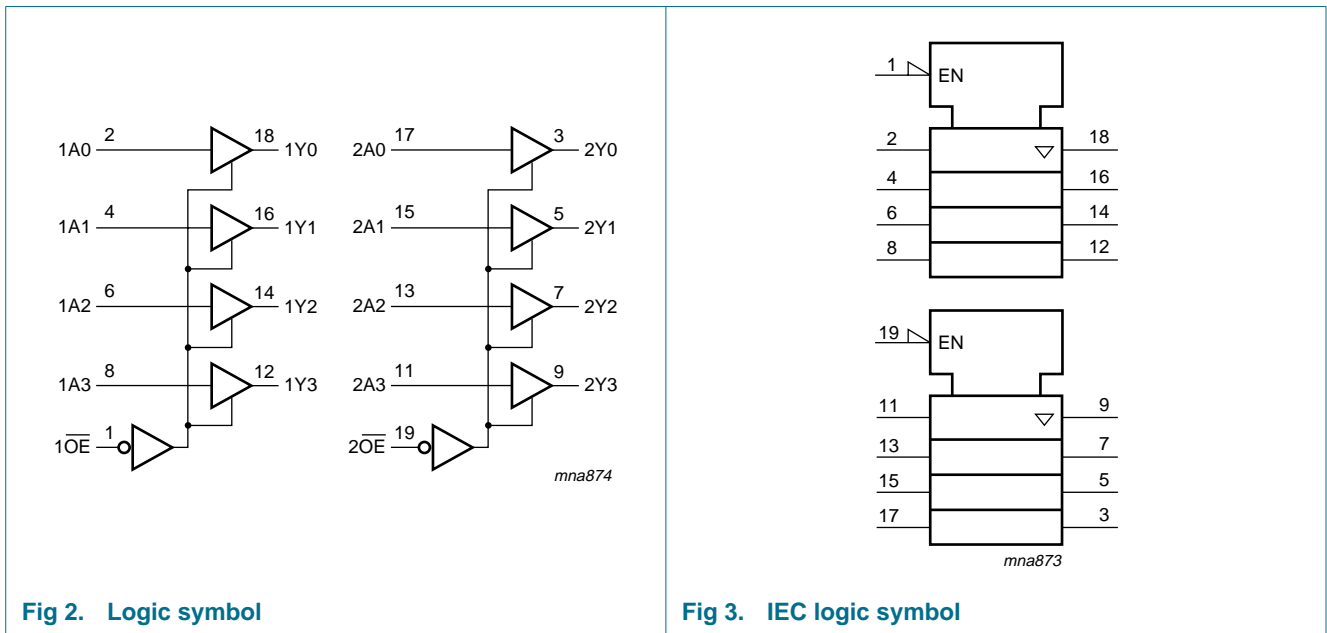 1A0 2 18 1Y0
1A1 4 16 1Y1
1A2 6 14 1Y2
1A3 8 12 1Y3
1O̅E̅ 1
2A0 17 3 2Y0
2A1 15 5 2Y1
2A2 13 7 2Y2
2A3 11 9 2Y3
2O̅E̅ 19
mna874
Fig 2. Logic symbol
1 EN
2 18
4 16
6 14
8 12
19 EN
11 9
13 7
15 5
17 3
mna873
Fig 3. IEC logic symbol